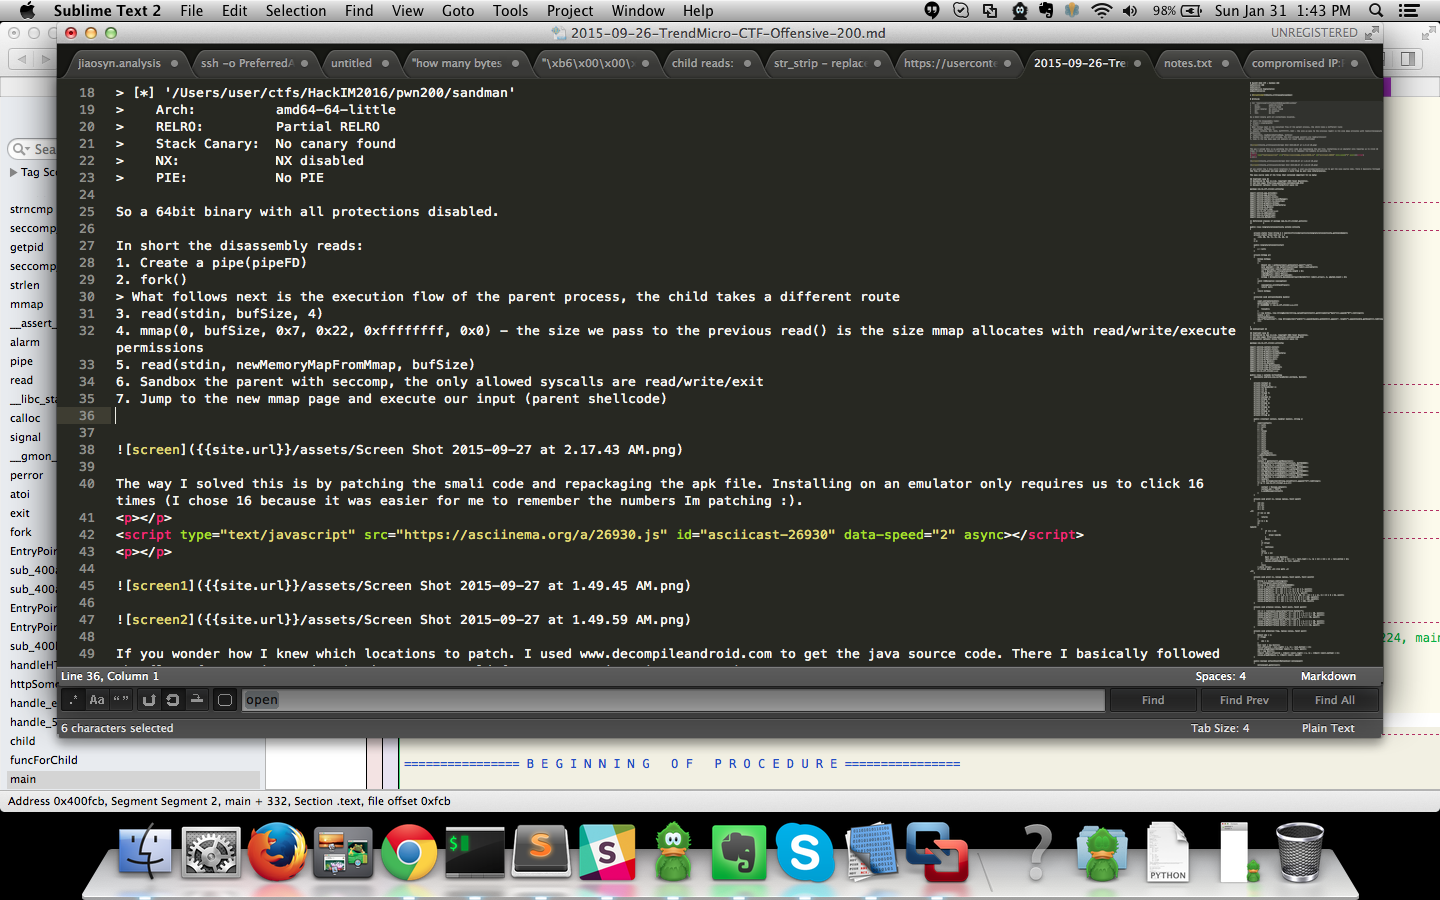 Sublime Text 2 File Edit Selection Find View Goto Tools Project Window Help 98% Sun Jan 31 1:43 PM
2015-09-26-TrendMicro-CTF-Offensive-200.md UNREGISTERED
jiaosyn.analysis ssh -o Preferred untitled "how many bytes "\xb6\x00\x00\ child reads: str_strip - replac https://usercont 2015-09-26-Tre notes.txt compromised IP:
18 > [*] '/Users/user/ctfs/HackIM2016/pwn200/sandman'
19 > Arch: amd64-64-little
20 > RELRO: Partial RELRO
21 > Stack Canary: No canary found
22 > NX: NX disabled
23 > PIE: No PIE
24
25 So a 64bit binary with all protections disabled.
26
27 In short the disassembly reads:
28 1. Create a pipe(pipeFD)
29 2. fork()
30 > What follows next is the execution flow of the parent process, the child takes a different route
31 3. read(stdin, bufSize, 4)
32 4. mmap(0, bufSize, 0x7, 0x22, 0xffffffff, 0x0) – the size we pass to the previous read() is the size mmap allocates with read/write/execute
permissions
33 5. read(stdin, newMemoryMapFromMmap, bufSize)
34 6. Sandbox the parent with seccomp, the only allowed syscalls are read/write/exit
35 7. Jump to the new mmap page and execute our input (parent shellcode)
36
37
38 ![screen]({{site.url}}/assets/Screen Shot 2015-09-27 at 2.17.43 AM.png)
39
40 The way I solved this is by patching the smali code and repackaging the apk file. Installing on an emulator only requires us to click 16
times (I chose 16 because it was easier for me to remember the numbers Im patching :).
41 <p></p>
42 <script type="text/javascript" src="https://asciinema.org/a/26930.js" id="asciicast-26930" data-speed="2" async></script>
43 <p></p>
44
45 ![screen1]({{site.url}}/assets/Screen Shot 2015-09-27 at 1.49.45 AM.png)
46
47 ![screen2]({{site.url}}/assets/Screen Shot 2015-09-27 at 1.49.59 AM.png)
48
49 If you wonder how I knew which locations to patch. I used www.decompileandroid.com to get the java source code. There I basically followed
Line 36, Column 1 Spaces: 4 Markdown
.* Aa “ ” open Find Find Prev Find All
6 characters selected Tab Size: 4 Plain Text
Sea
Tag Sco
strncmp
seccomp_
getpid
seccomp_
strlen
mmap
__assert_
alarm
pipe
read
__libc_sta
calloc
signal
__gmon_
perror
atoi
exit
fork
EntryPoi
sub_400a
sub_400a
EntryPoi
EntryPoi
sub_400
handleHT
httpSom
handle_e
handle_5
child
funcForChild
main
224, main
================ B E G I N N I N G O F P R O C E D U R E ================
Address 0x400fcb, Segment Segment 2, main + 332, Section .text, file offset 0xfcb
$
S
S
S
?
PYTHON